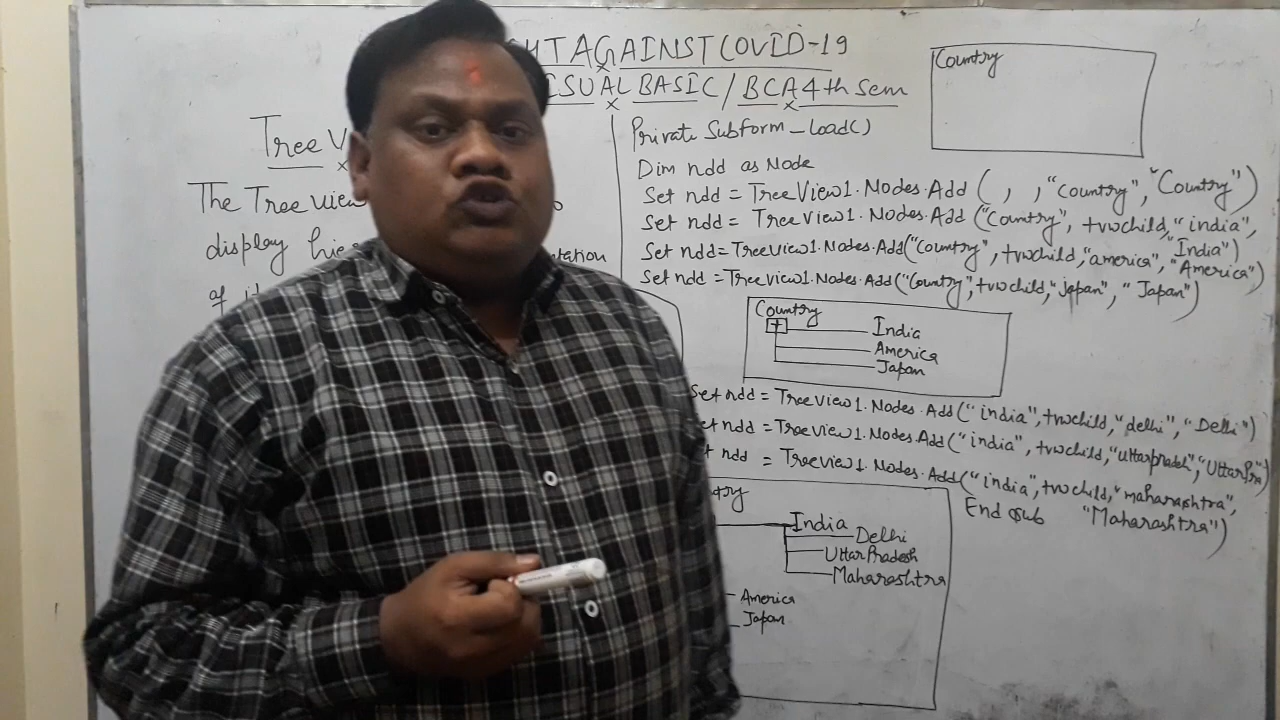 AGAINST COVID-19
VISUAL BASIC / BCA 4th Sem
Tree
The Tree view
display
of
Private Subform_Load()
Dim ndd as Node
Set ndd = TreeView1.Nodes.Add ( , , "country", "Country")
Set ndd = TreeView1.Nodes.Add ("Country", tvwchild, "india",
"India")
Set ndd = Treeview1.Nodes.Add("Country", tvwchild, "america", "America")
Set ndd = Treeview1.Nodes.Add("Country", tvwchild, "japan", "Japan")
Country
Country
+
India
America
Japan
Set ndd = Treeview1.Nodes.Add("india", tvwchild, "delhi", "Delhi")
ndd = Treeview1.Nodes.Add("india", tvwchild, "uttarpradesh", "UttarPra")
ndd = Treeview1.Nodes.Add("india", tvwchild, "maharashtra",
"Maharashtra")
End sub
India
Delhi
UttarPradesh
Maharashtra
America
Japan